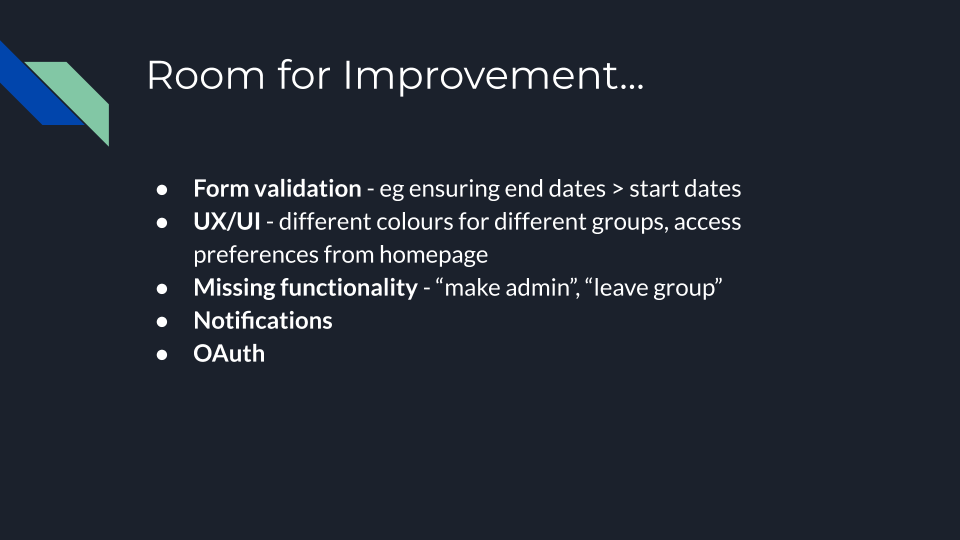 Room for Improvement...
● Form validation - eg ensuring end dates > start dates
● UX/UI - different colours for different groups, access
preferences from homepage
● Missing functionality - “make admin”, “leave group”
● Notifications
● OAuth